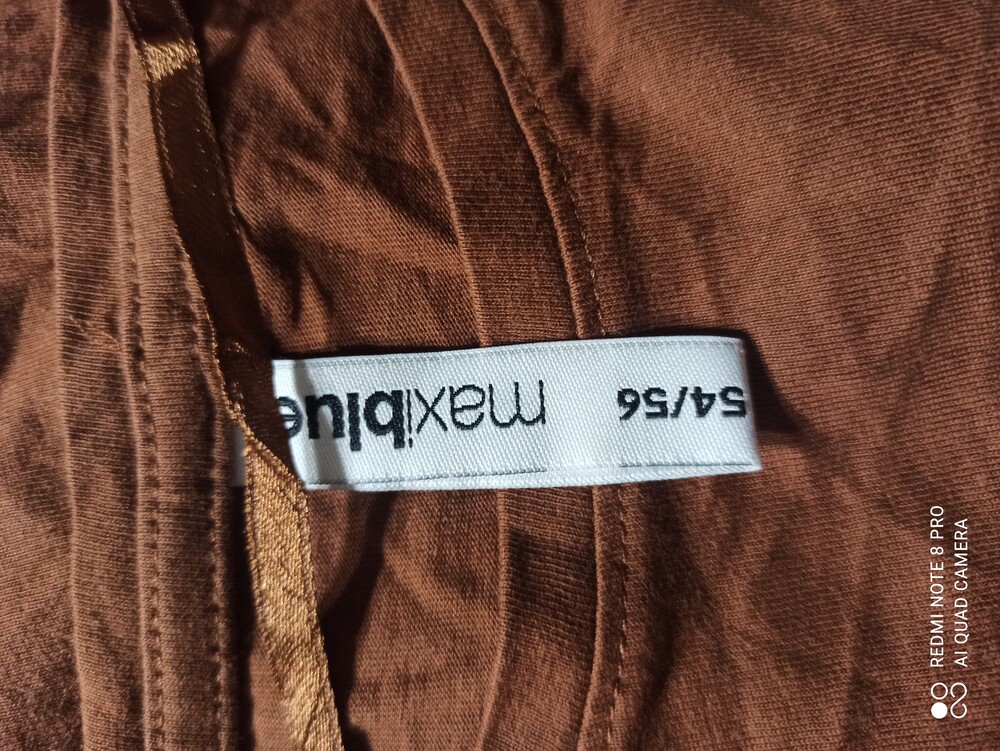 maxiblue
54/56
REDMI NOTE 8 PRO
AI QUAD CAMERA